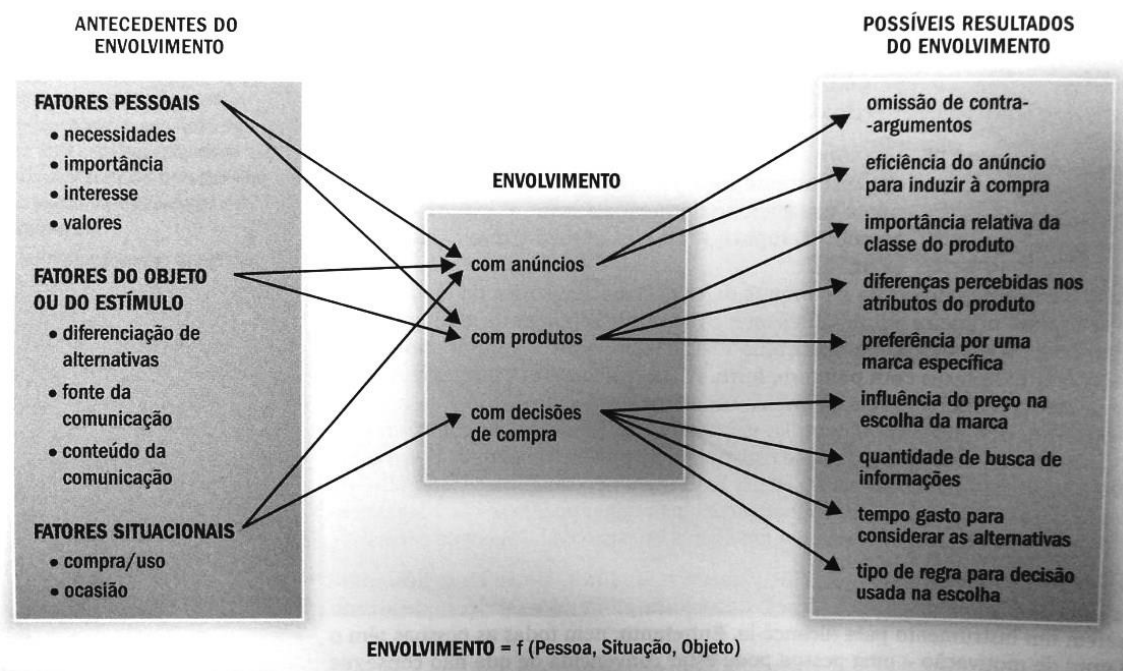 ANTECEDENTES DO
ENVOLVIMENTO
FATORES PESSOAIS
• necessidades
• importância
• interesse
• valores
FATORES DO OBJETO
OU DO ESTÍMULO
• diferenciação de
alternativas
• fonte da
comunicação
• conteúdo da
comunicação
FATORES SITUACIONAIS
• compra/uso
• ocasião
ENVOLVIMENTO
com anúncios
com produtos
com decisões
de compra
POSSÍVEIS RESULTADOS
DO ENVOLVIMENTO
omissão de contra-
-argumentos
eficiência do anúncio
para induzir à compra
importância relativa da
classe do produto
diferenças percebidas nos
atributos do produto
preferência por uma
marca específica
influência do preço na
escolha da marca
quantidade de busca de
informações
tempo gasto para
considerar as alternativas
tipo de regra para decisão
usada na escolha
ENVOLVIMENTO = f (Pessoa, Situação, Objeto)